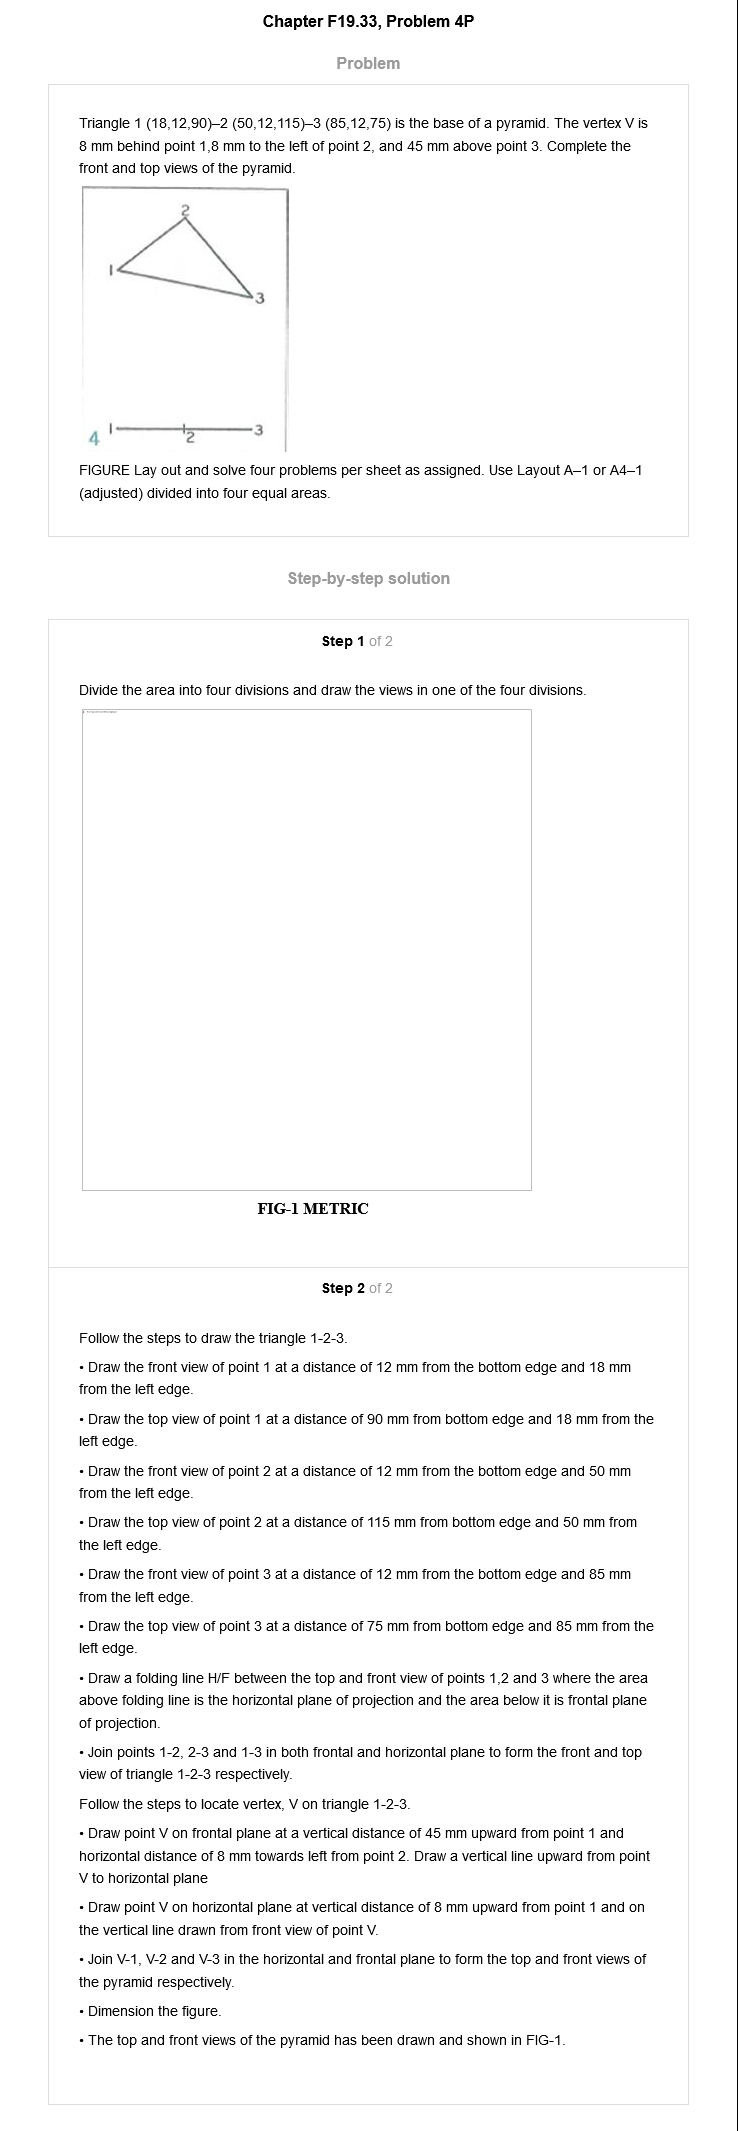 Chapter F19.33, Problem 4P
Problem
Triangle 1 (18,12,90)–2 (50,12,115)–3 (85,12,75) is the base of a pyramid. The vertex V is
8 mm behind point 1,8 mm to the left of point 2, and 45 mm above point 3. Complete the
front and top views of the pyramid.
2
1
3
1
2
3
4
FIGURE Lay out and solve four problems per sheet as assigned. Use Layout A–1 or A4–1
(adjusted) divided into four equal areas.
Step-by-step solution
Step 1 of 2
Divide the area into four divisions and draw the views in one of the four divisions.
FIG-1 METRIC
Step 2 of 2
Follow the steps to draw the triangle 1-2-3.
• Draw the front view of point 1 at a distance of 12 mm from the bottom edge and 18 mm
from the left edge.
• Draw the top view of point 1 at a distance of 90 mm from bottom edge and 18 mm from the
left edge.
• Draw the front view of point 2 at a distance of 12 mm from the bottom edge and 50 mm
from the left edge.
• Draw the top view of point 2 at a distance of 115 mm from bottom edge and 50 mm from
the left edge.
• Draw the front view of point 3 at a distance of 12 mm from the bottom edge and 85 mm
from the left edge.
• Draw the top view of point 3 at a distance of 75 mm from bottom edge and 85 mm from the
left edge.
• Draw a folding line H/F between the top and front view of points 1,2 and 3 where the area
above folding line is the horizontal plane of projection and the area below it is frontal plane
of projection.
• Join points 1-2, 2-3 and 1-3 in both frontal and horizontal plane to form the front and top
view of triangle 1-2-3 respectively.
Follow the steps to locate vertex, V on triangle 1-2-3.
• Draw point V on frontal plane at a vertical distance of 45 mm upward from point 1 and
horizontal distance of 8 mm towards left from point 2. Draw a vertical line upward from point
V to horizontal plane
• Draw point V on horizontal plane at vertical distance of 8 mm upward from point 1 and on
the vertical line drawn from front view of point V.
• Join V-1, V-2 and V-3 in the horizontal and frontal plane to form the top and front views of
the pyramid respectively.
• Dimension the figure.
• The top and front views of the pyramid has been drawn and shown in FIG-1.